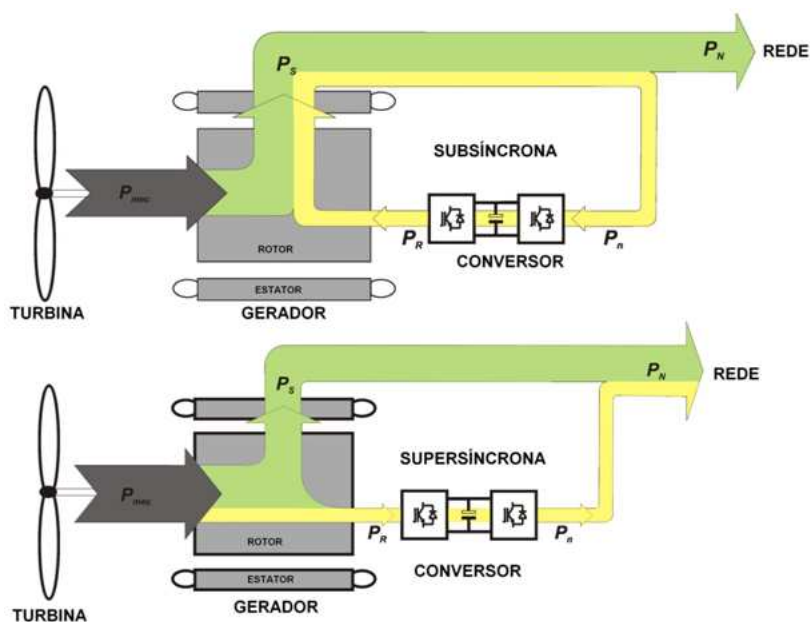 P_N
REDE
P_S
SUBSÍNCRONA
P_mec
P_R
P_n
ROTOR
CONVERSOR
ESTATOR
TURBINA
GERADOR
P_S
P_N
REDE
SUPERSÍNCRONA
P_mec
P_R
P_n
ROTOR
CONVERSOR
ESTATOR
GERADOR
TURBINA